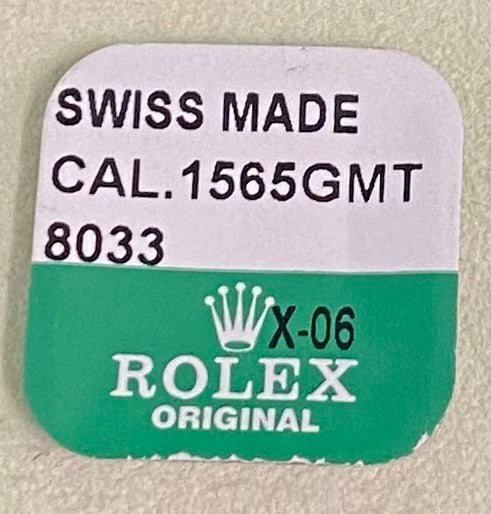 SWISS MADE
CAL.1565GMT
8033
X-06
ROLEX
ORIGINAL